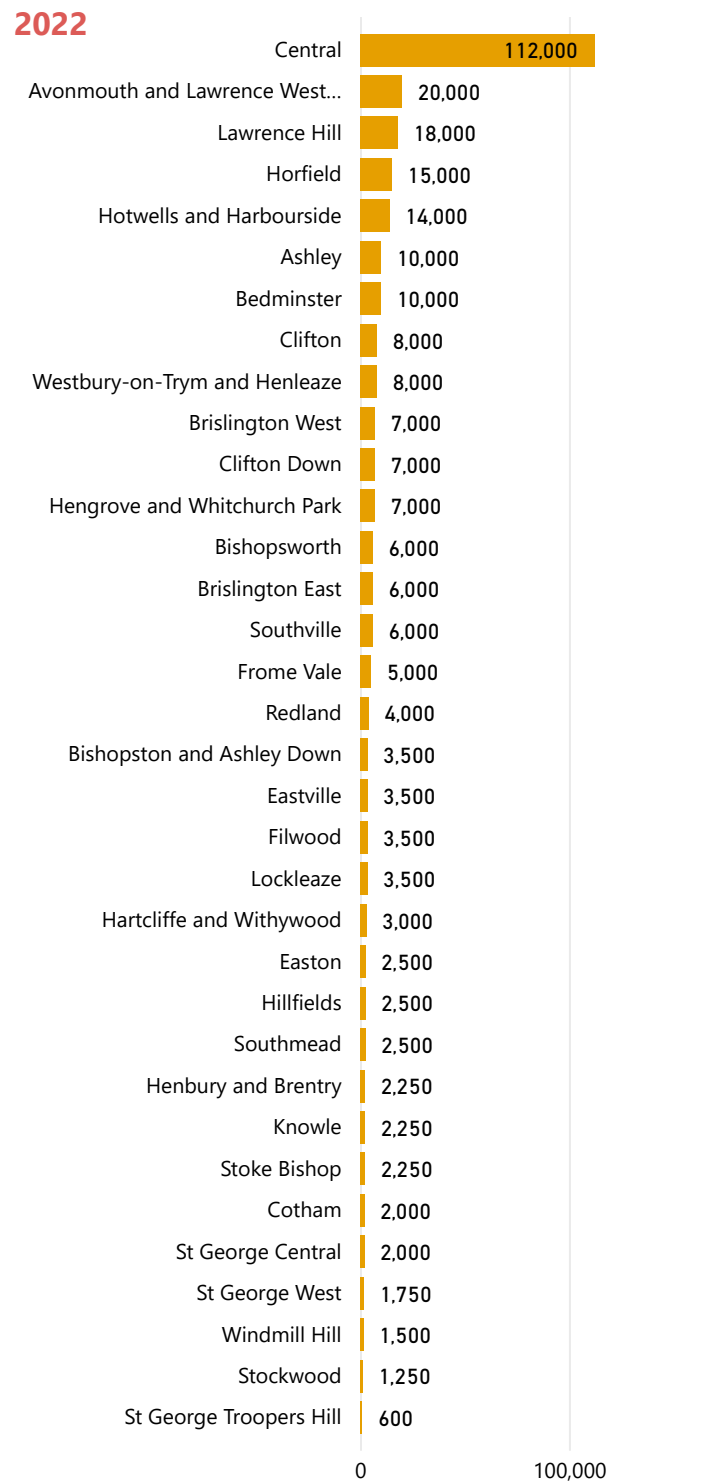 2022
Central 112,000
Avonmouth and Lawrence West... 20,000
Lawrence Hill 18,000
Horfield 15,000
Hotwells and Harbourside 14,000
Ashley 10,000
Bedminster 10,000
Clifton 8,000
Westbury-on-Trym and Henleaze 8,000
Brislington West 7,000
Clifton Down 7,000
Hengrove and Whitchurch Park 7,000
Bishopsworth 6,000
Brislington East 6,000
Southville 6,000
Frome Vale 5,000
Redland 4,000
Bishopston and Ashley Down 3,500
Eastville 3,500
Filwood 3,500
Lockleaze 3,500
Hartcliffe and Withywood 3,000
Easton 2,500
Hillfields 2,500
Southmead 2,500
Henbury and Brentry 2,250
Knowle 2,250
Stoke Bishop 2,250
Cotham 2,000
St George Central 2,000
St George West 1,750
Windmill Hill 1,500
Stockwood 1,250
St George Troopers Hill 600
0 100,000